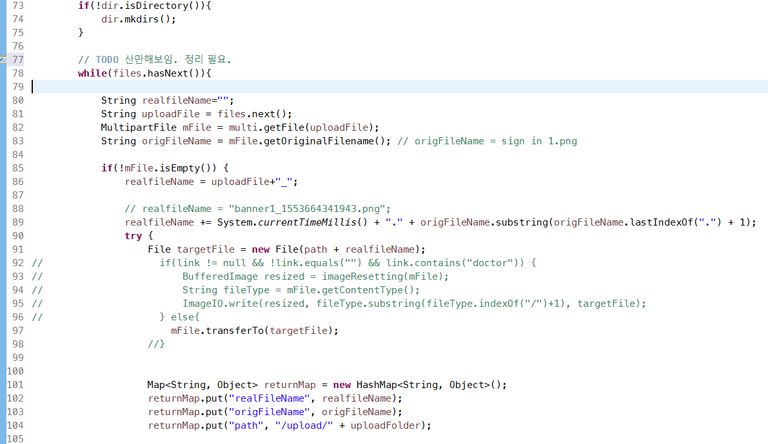 73 if(!dir.isDirectory()){
74 dir.mkdirs();
75 }
76
77 // TODO 산만해보임. 정리 필요.
78 while(files.hasNext()){
79
80 String realfileName="";
81 String uploadFile = files.next();
82 MultipartFile mFile = multi.getFile(uploadFile);
83 String origFileName = mFile.getOriginalFilename(); // origFileName = sign in 1.png
84
85 if(!mFile.isEmpty()) {
86 realfileName = uploadFile+"_";
87
88 // realfileName = "banner1_1553664341943.png";
89 realfileName += System.currentTimeMillis() + "." + origFileName.substring(origFileName.lastIndexOf(".") + 1);
90 try {
91 File targetFile = new File(path + realfileName);
92 // if(link != null && !link.equals("") && link.contains("doctor")) {
93 // BufferedImage resized = imageResetting(mFile);
94 // String fileType = mFile.getContentType();
95 // ImageIO.write(resized, fileType.substring(fileType.indexOf("/")+1), targetFile);
96 // } else{
97 mFile.transferTo(targetFile);
98 //}
99
100
101 Map<String, Object> returnMap = new HashMap<String, Object>();
102 returnMap.put("realFileName", realfileName);
103 returnMap.put("origFileName", origFileName);
104 returnMap.put("path", "/upload/" + uploadFolder);
105